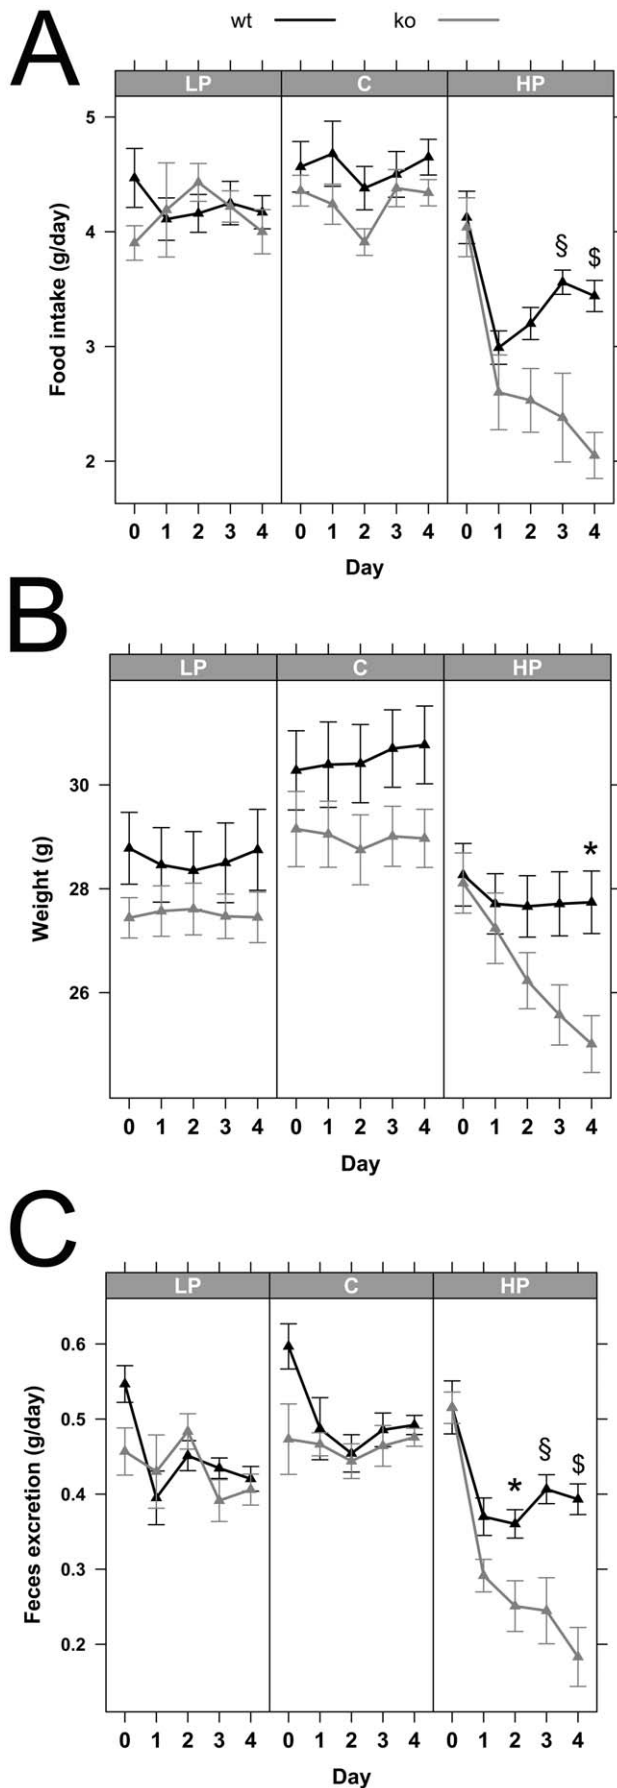 wt ko
A
LP C HP
5
4
3
2
Food intake (g/day)
§ $
0 1 2 3 4 0 1 2 3 4 0 1 2 3 4
Day
B
LP C HP
30
28
26
Weight (g)
*
0 1 2 3 4 0 1 2 3 4 0 1 2 3 4
Day
C
LP C HP
0.6
0.5
0.4
0.3
0.2
Feces excretion (g/day)
* § $
0 1 2 3 4 0 1 2 3 4 0 1 2 3 4
Day